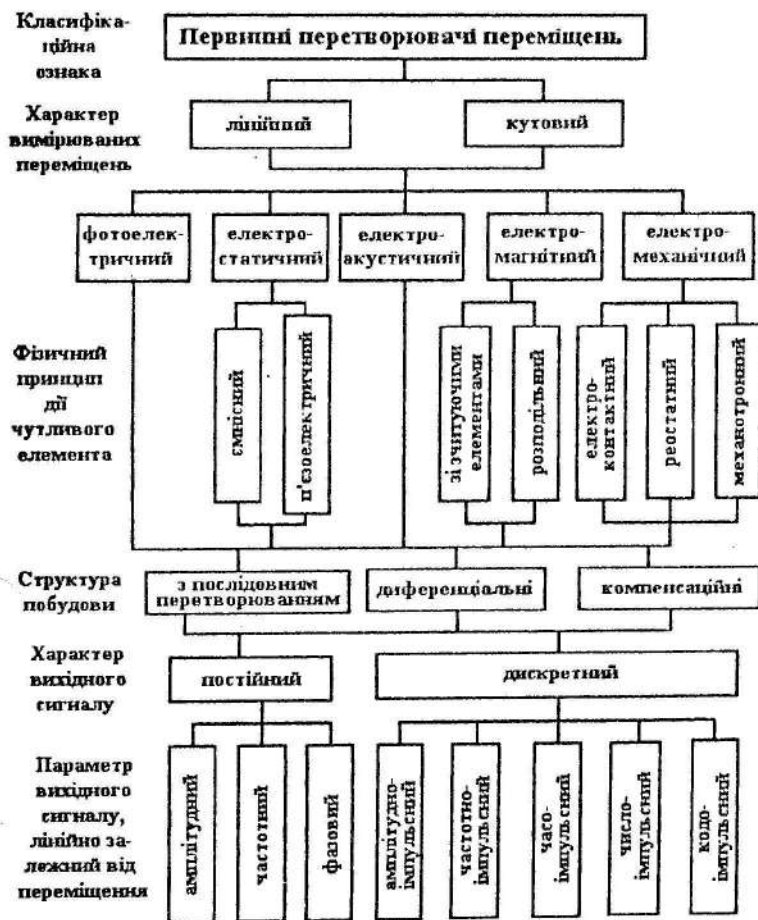 Класифіка-
ційна
ознака
Первинні перетворювачі переміщень
Характер
вимірюваних
переміщень
лінійний
кутовий
фотоелек-
тричний
електро-
статичний
електро-
акустичний
електро-
магнітний
електро-
механічний
Фізичний
принцип
дії
чутливого
елемента
ємнісний
п'єзоелектричний
зі зчитуючими
елементами
розподільний
електро-
контактний
реостатний
механотронний
Структура
побудови
з послідовним
перетворюванням
диференціальні
компенсаційні
Характер
вихідного
сигналу
постійний
дискретний
Параметр
вихідного
сигналу,
лінійно за-
лежний від
переміщення
амплітудний
частотний
фазовий
амплітудно-
імпульсний
частотно-
імпульсний
часо-
імпульсний
число-
імпульсний
кодо-
імпульсний